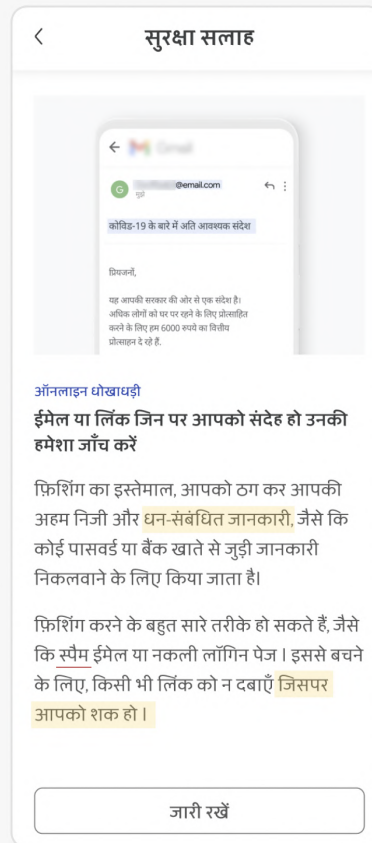 सुरक्षा सलाह
G
@email.com
मुझे
कोविड-19 के बारे में अति आवश्यक संदेश
प्रियजनों,
यह आपकी सरकार की ओर से एक संदेश है।
अधिक लोगों को घर पर रहने के लिए प्रोत्साहित
करने के लिए हम 6000 रुपये का वित्तीय
प्रोत्साहन दे रहे हैं.
ऑनलाइन धोखाधड़ी
ईमेल या लिंक जिन पर आपको संदेह हो उनकी
हमेशा जाँच करें
फ़िशिंग का इस्तेमाल, आपको ठग कर आपकी
अहम निजी और धन-संबंधित जानकारी, जैसे कि
कोई पासवर्ड या बैंक खाते से जुड़ी जानकारी
निकलवाने के लिए किया जाता है।
फ़िशिंग करने के बहुत सारे तरीके हो सकते हैं, जैसे
कि स्पैम ईमेल या नकली लॉगिन पेज । इससे बचने
के लिए, किसी भी लिंक को न दबाएँ जिसपर
आपको शक हो ।
जारी रखें